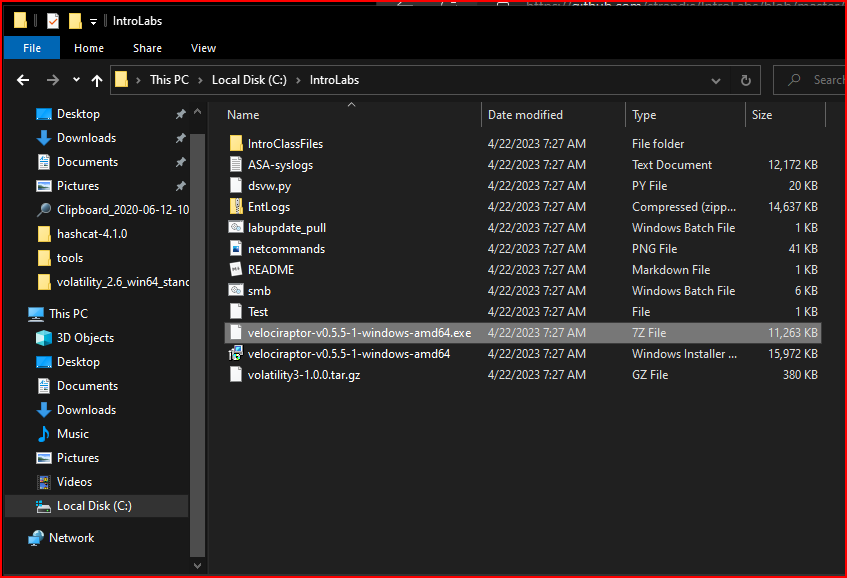 IntroLabs
File Home Share View
This PC Local Disk (C:) IntroLabs Search
Name Date modified Type Size
Desktop
Downloads
Documents
Pictures
Clipboard_2020-06-12-10
hashcat-4.1.0
tools
volatility_2.6_win64_stand
This PC
3D Objects
Desktop
Documents
Downloads
Music
Pictures
Videos
Local Disk (C:)
Network
IntroClassFiles 4/22/2023 7:27 AM File folder
ASA-syslogs 4/22/2023 7:27 AM Text Document 12,172 KB
dsvw.py 4/22/2023 7:27 AM PY File 20 KB
EntLogs 4/22/2023 7:27 AM Compressed (zipp... 14,637 KB
labupdate_pull 4/22/2023 7:27 AM Windows Batch File 1 KB
netcommands 4/22/2023 7:27 AM PNG File 41 KB
README 4/22/2023 7:27 AM Markdown File 1 KB
smb 4/22/2023 7:27 AM Windows Batch File 6 KB
Test 4/22/2023 7:27 AM File 1 KB
velociraptor-v0.5.5-1-windows-amd64.exe 4/22/2023 7:27 AM 7Z File 11,263 KB
velociraptor-v0.5.5-1-windows-amd64 4/22/2023 7:27 AM Windows Installer ... 15,972 KB
volatility3-1.0.0.tar.gz 4/22/2023 7:27 AM GZ File 380 KB